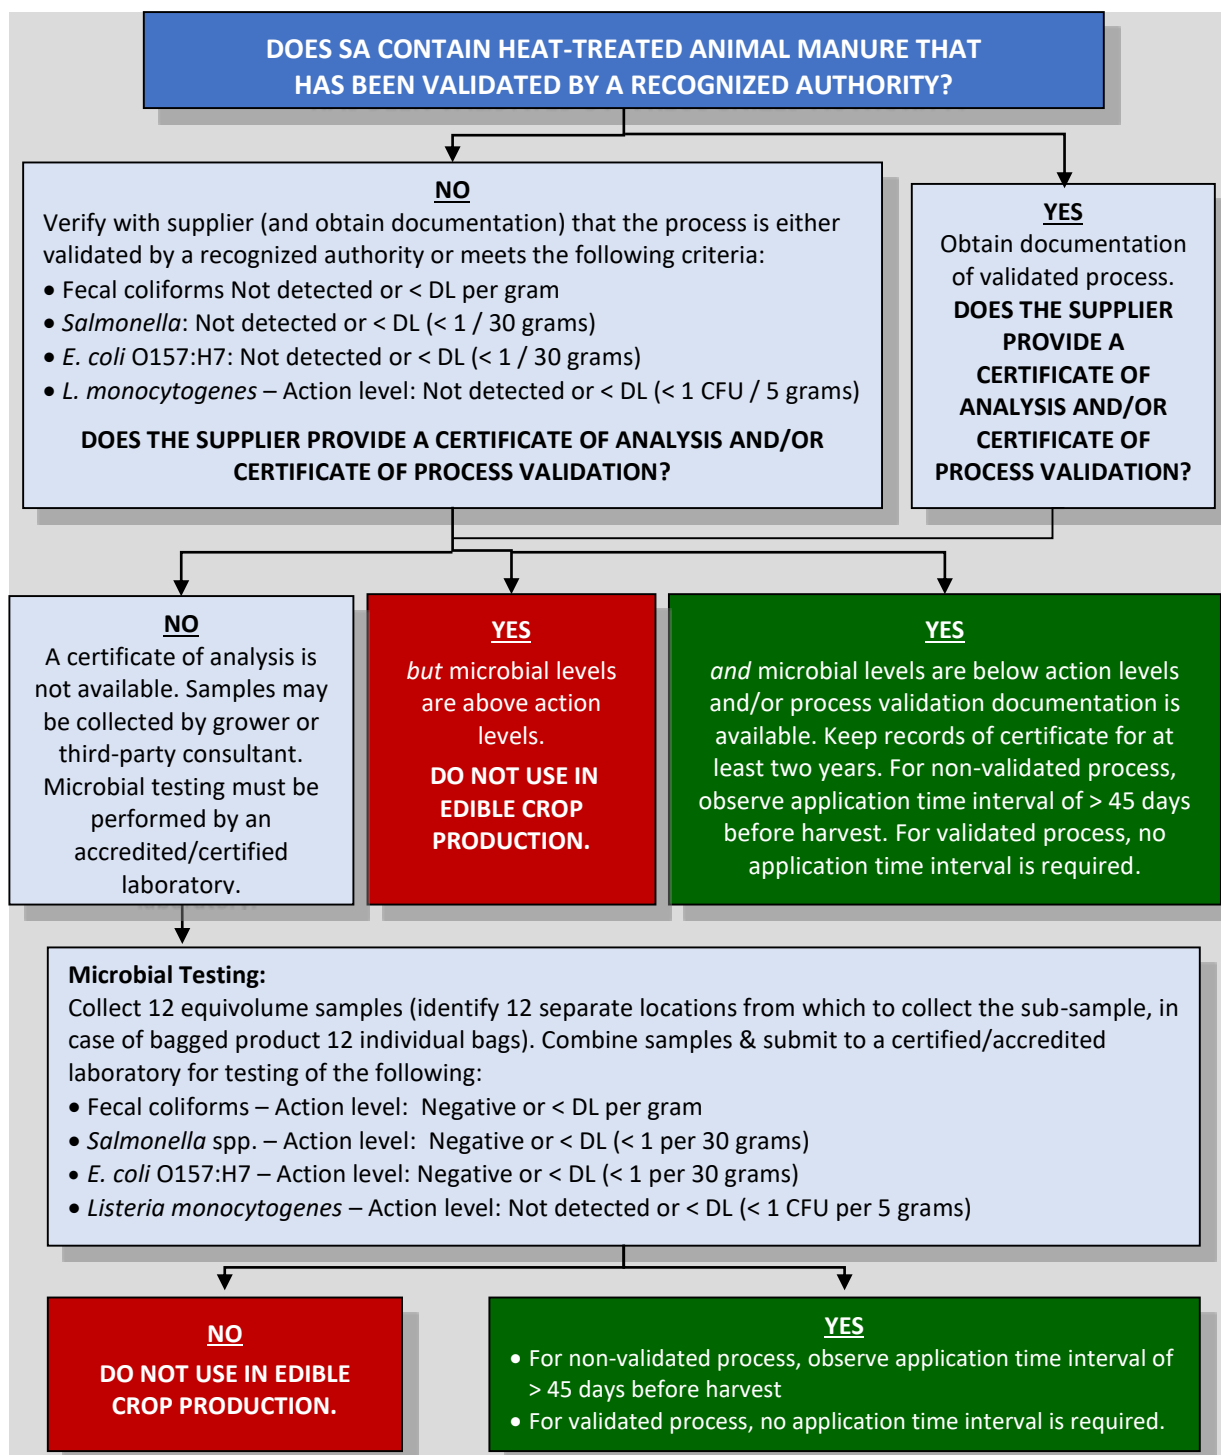 DOES SA CONTAIN HEAT-TREATED ANIMAL MANURE THAT
HAS BEEN VALIDATED BY A RECOGNIZED AUTHORITY?
NO
Verify with supplier (and obtain documentation) that the process is either
validated by a recognized authority or meets the following criteria:
• Fecal coliforms Not detected or < DL per gram
• Salmonella: Not detected or < DL (< 1 / 30 grams)
• E. coli O157:H7: Not detected or < DL (< 1 / 30 grams)
• L. monocytogenes – Action level: Not detected or < DL (< 1 CFU / 5 grams)
DOES THE SUPPLIER PROVIDE A CERTIFICATE OF ANALYSIS AND/OR
CERTIFICATE OF PROCESS VALIDATION?
YES
Obtain documentation
of validated process.
DOES THE SUPPLIER
PROVIDE A
CERTIFICATE OF
ANALYSIS AND/OR
CERTIFICATE OF
PROCESS VALIDATION?
NO
A certificate of analysis is
not available. Samples may
be collected by grower or
third-party consultant.
Microbial testing must be
performed by an
accredited/certified
laboratory.
YES
but microbial levels
are above action
levels.
DO NOT USE IN
EDIBLE CROP
PRODUCTION.
YES
and microbial levels are below action levels
and/or process validation documentation is
available. Keep records of certificate for at
least two years. For non-validated process,
observe application time interval of > 45 days
before harvest. For validated process, no
application time interval is required.
Microbial Testing:
Collect 12 equivolume samples (identify 12 separate locations from which to collect the sub-sample, in
case of bagged product 12 individual bags). Combine samples & submit to a certified/accredited
laboratory for testing of the following:
• Fecal coliforms – Action level: Negative or < DL per gram
• Salmonella spp. – Action level: Negative or < DL (< 1 per 30 grams)
• E. coli O157:H7 – Action level: Negative or < DL (< 1 per 30 grams)
• Listeria monocytogenes – Action level: Not detected or < DL (< 1 CFU per 5 grams)
NO
DO NOT USE IN EDIBLE
CROP PRODUCTION.
YES
• For non-validated process, observe application time interval of
> 45 days before harvest
• For validated process, no application time interval is required.